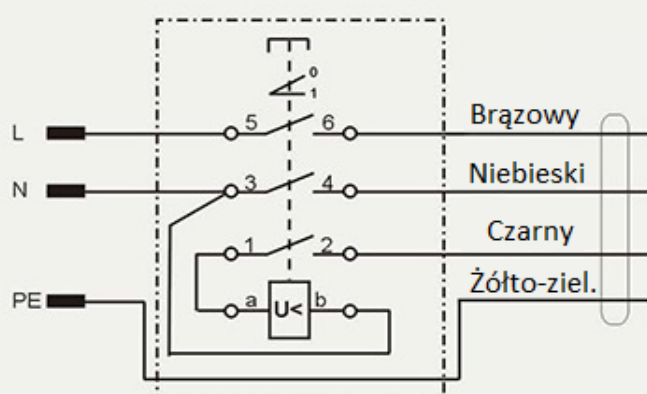 0
1
L 5 6 Brązowy
N 3 4 Niebieski
1 2 Czarny
PE a U< b Żółto-ziel.